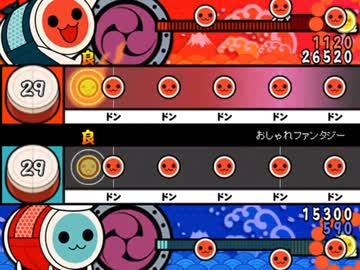 1120
26520
良
29
ドン ドン ドン ドン ドン
おしゃれファンタジー
良
29
ドン ドン ドン ドン ドン
15300
590